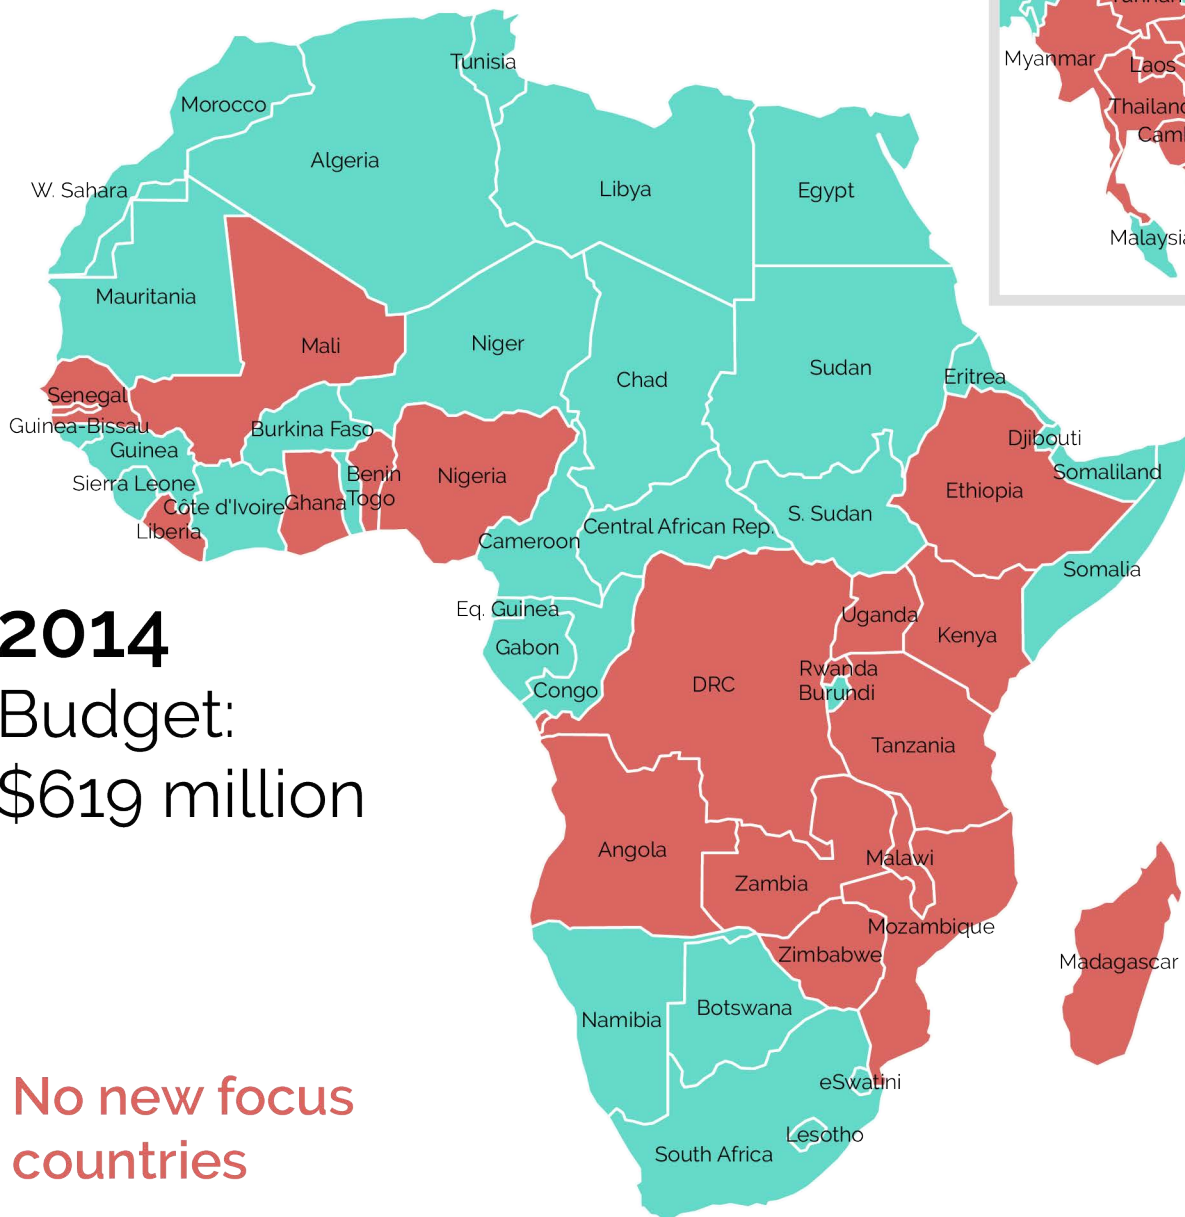 Tunisia
Morocco
Algeria
W. Sahara
Libya
Egypt
Mauritania
Mali
Niger
Chad
Sudan
Eritrea
Senegal
Guinea-Bissau
Guinea
Burkina Faso
Djibouti
Sierra Leone
Côte d'Ivoire
Ghana
Benin
Togo
Nigeria
Ethiopia
Somaliland
Liberia
Cameroon
Central African Rep.
S. Sudan
Somalia
Eq. Guinea
Gabon
Congo
DRC
Uganda
Kenya
Rwanda
Burundi
Tanzania
Angola
Zambia
Malawi
Mozambique
Zimbabwe
Madagascar
Namibia
Botswana
eSwatini
Lesotho
South Africa
Myanmar
Laos
Thailand
Malaysia
2014
Budget:
$619 million
No new focus
countries